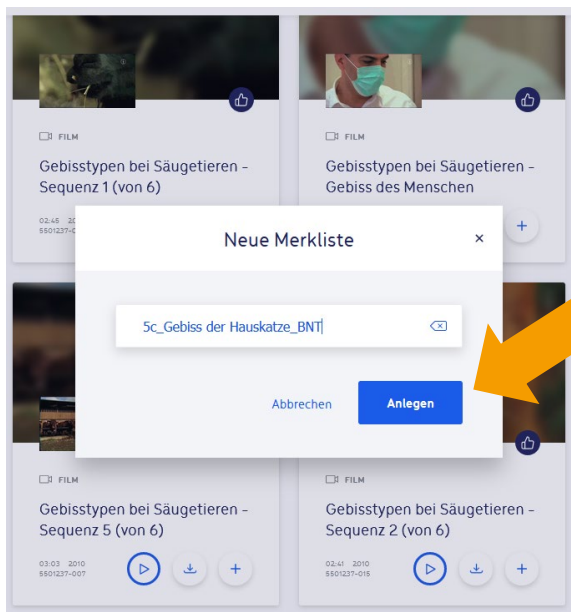 FILM
Gebisstypen bei Säugetieren –
Sequenz 1 (von 6)
02:45
FILM
Gebisstypen bei Säugetieren –
Gebiss des Menschen
Neue Merkliste
5c_Gebiss der Hauskatze_BNT
Abbrechen
Anlegen
FILM
Gebisstypen bei Säugetieren –
Sequenz 5 (von 6)
03:03 2010
5501237-007
FILM
Gebisstypen bei Säugetieren –
Sequenz 2 (von 6)
02:41 2010
5501237-015